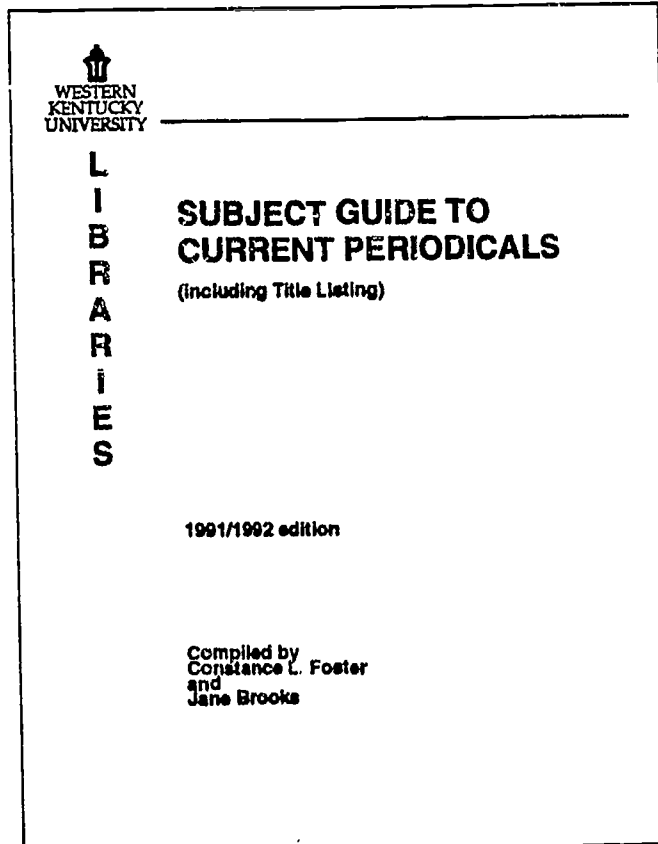 WESTERN
KENTUCKY
UNIVERSITY
LIBRARIES
SUBJECT GUIDE TO
CURRENT PERIODICALS
(including Title Listing)
1991/1992 edition
Compiled by
Constance L. Foster
and
Jane Brooks